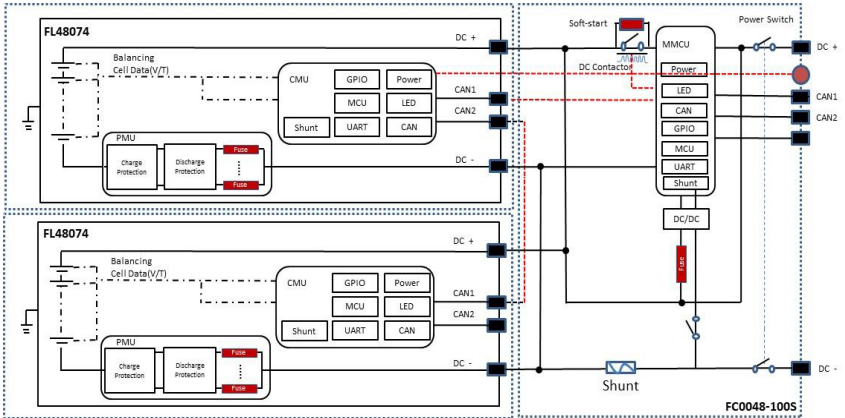 FL48074
DC +
Balancing
Cell Data(V/T)
CMU
GPIO
Power
MCU
LED
Shunt
UART
CAN
CAN1
CAN2
PMU
Charge
Protection
Discharge
Protection
Fuse
Fuse
DC -
FL48074
DC +
Balancing
Cell Data(V/T)
CMU
GPIO
Power
MCU
LED
Shunt
UART
CAN
CAN1
CAN2
PMU
Charge
Protection
Discharge
Protection
Fuse
Fuse
DC -
Soft-start
DC Contactor
MMCU
Power
LED
CAN
GPIO
MCU
UART
Shunt
DC/DC
Fuse
Power Switch
DC +
CAN1
CAN2
Shunt
DC -
FC0048-100S